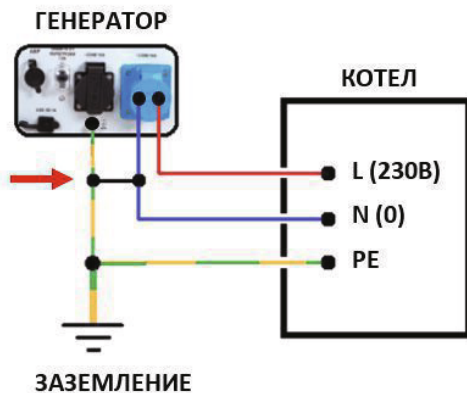 ГЕНЕРАТОР
КОТЕЛ
L (230В)
N (0)
PE
ЗАЗЕМЛЕНИЕ